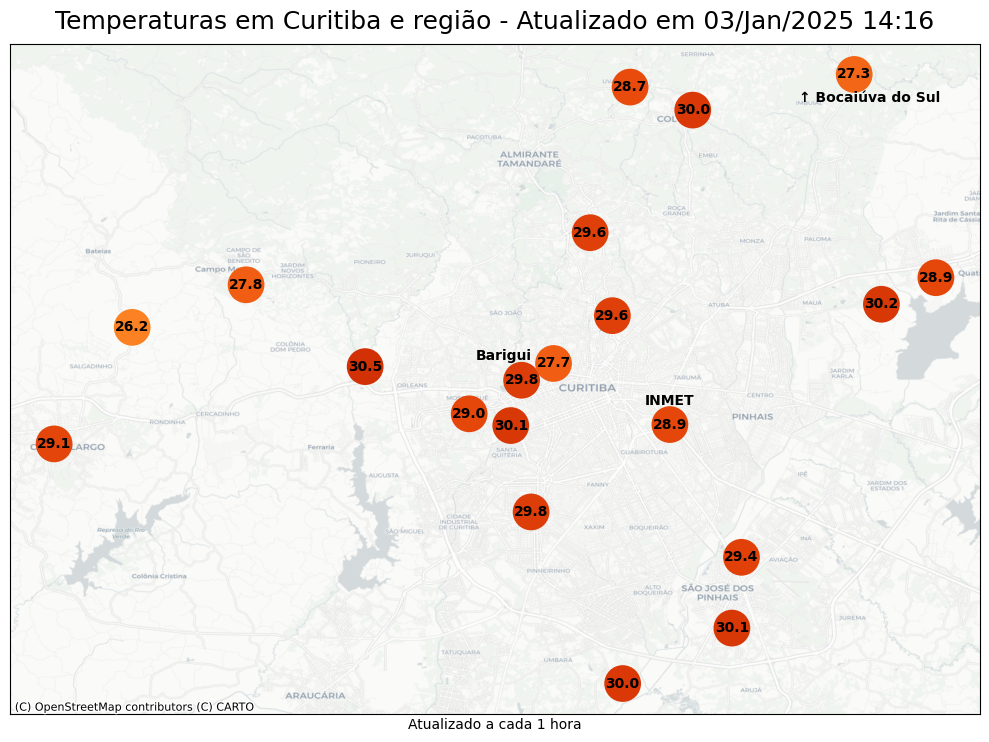 Temperaturas em Curitiba e região - Atualizado em 03/Jan/2025 14:16
SERRINHA
27.3
28.7
↑ Bocaiúva do Sul
30.0
EMBU
PACOTUBA
ALMIRANTE
TAMANDARÉ
ROÇA
GRANDE
29.6
MONZA
PALOMA
Bateias
CAMPO DE
SÃO
BENEDITO
JARDIM
NOVOS
HORIZONTES
PIONEIRO
JURUQUI
27.8
28.9
30.2
ATUBA
MAUÁ
26.2
SÃO JOÃO
29.6
COLÔNIA
DOM PEDRO
SALGADINHO
30.5
Barigui
27.7
29.8
ORLEANS
CURITIBA
TARUMÃ
JARDIM
KARLA
CENTRO
INMET
PINHAIS
29.0
30.1
28.9
CERCADINHO
RONDINHA
29.1
Ferraria
SANTA
QUITÉRIA
GUABIROTUBA
AUGUSTA
IPÊ
FANNY
JARDIM DOS
ESTADOS
29.8
CIDADE
INDUSTRIAL
DE CURITIBA
XAXIM
BOQUEIRÃO
Represa do Rio
Verde
INÁ
29.4
AVIAÇÃO
Colônia Cristina
PINHEIRINHO
ALTO
BOQUEIRÃO
SÃO JOSÉ DOS
PINHAIS
JUREMA
30.1
TATUQUARA
UMBARÁ
30.0
ARUJÁ
ARAUCÁRIA
(C) OpenStreetMap contributors (C) CARTO
Atualizado a cada 1 hora